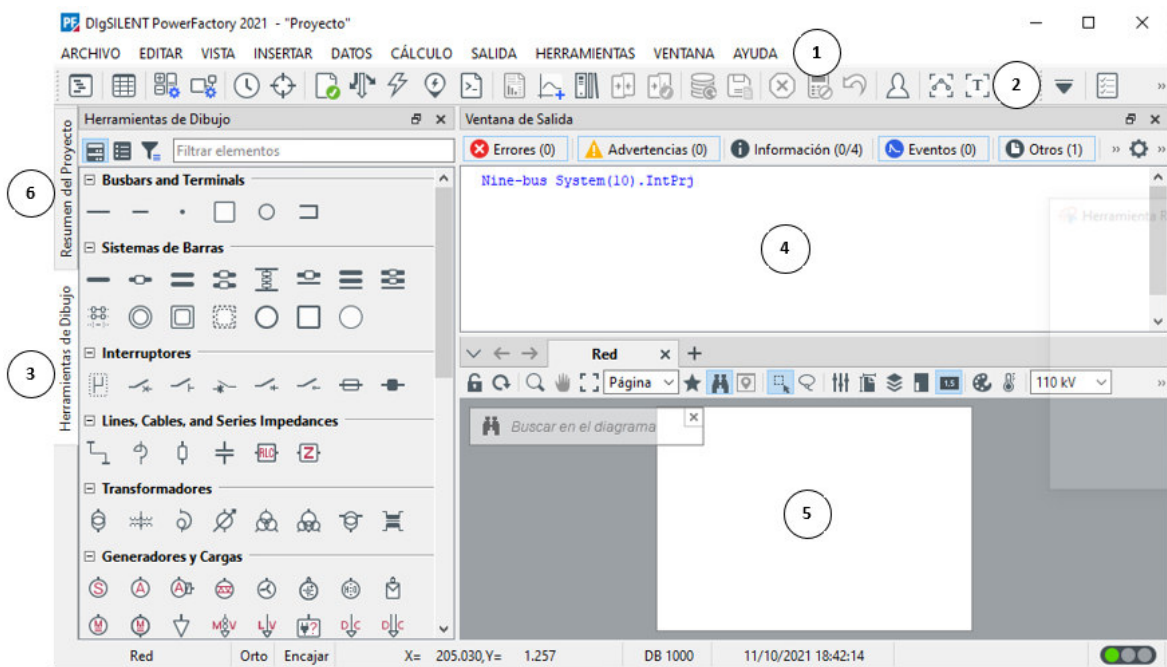 DIgSILENT PowerFactory 2021 - "Proyecto"
ARCHIVO EDITAR VISTA INSERTAR DATOS CÁLCULO SALIDA HERRAMIENTAS VENTANA AYUDA
1
2
Resumen del Proyecto
6
Herramientas de Dibujo
3
Herramientas de Dibujo
Filtrar elementos
Busbars and Terminals
Sistemas de Barras
Interruptores
Lines, Cables, and Series Impedances
RLC
Z
Transformadores
Generadores y Cargas
Ventana de Salida
Errores (0) Advertencias (0) Información (0/4) Eventos (0) Otros (1)
Nine-bus System(10).IntPrj
Herramienta R
4
Red
Página 110 kV
Buscar en el diagrama
5
Red Orto Encajar X= 205.030,Y= 1.257 DB 1000 11/10/2021 18:42:14